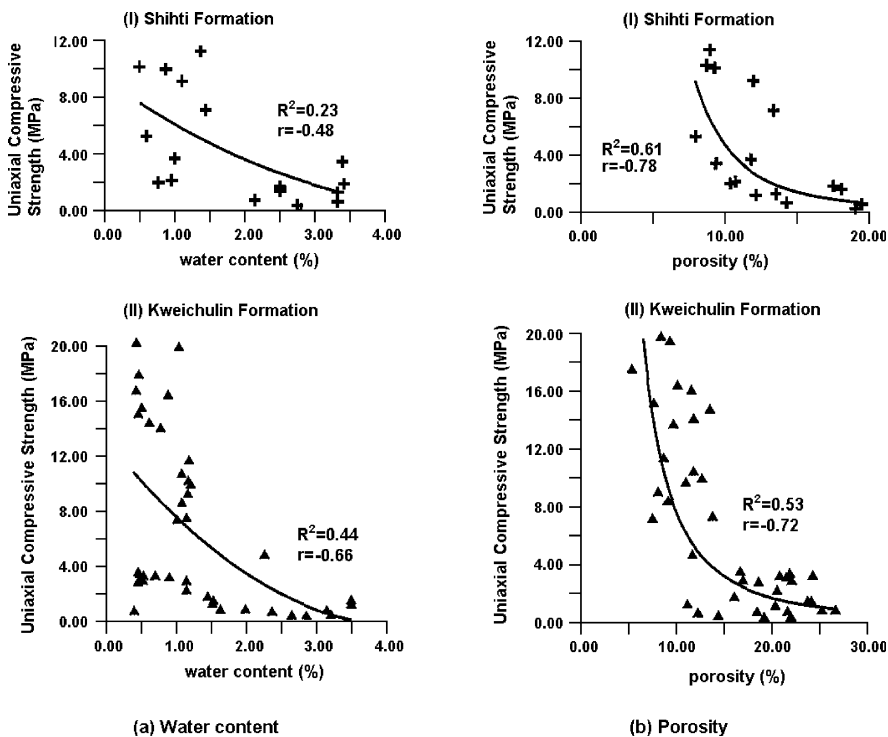 (I) Shihti Formation
12.00
8.00
4.00
0.00
Uniaxial Compressive
Strength (MPa)
R²=0.23
r=-0.48
0.00 1.00 2.00 3.00 4.00
water content (%)
(I) Shihti Formation
12.00
8.00
4.00
0.00
Uniaxial Compressive
Strength (MPa)
R²=0.61
r=-0.78
0.00 10.00 20.00
porosity (%)
(II) Kweichulin Formation
20.00
16.00
12.00
8.00
4.00
0.00
Uniaxial Compressive Strength (MPa)
R²=0.44
r=-0.66
0.00 1.00 2.00 3.00 4.00
water content (%)
(II) Kweichulin Formation
20.00
16.00
12.00
8.00
4.00
0.00
Uniaxial Compressive Strength (MPa)
R²=0.53
r=-0.72
0.00 10.00 20.00 30.00
porosity (%)
(a) Water content
(b) Porosity